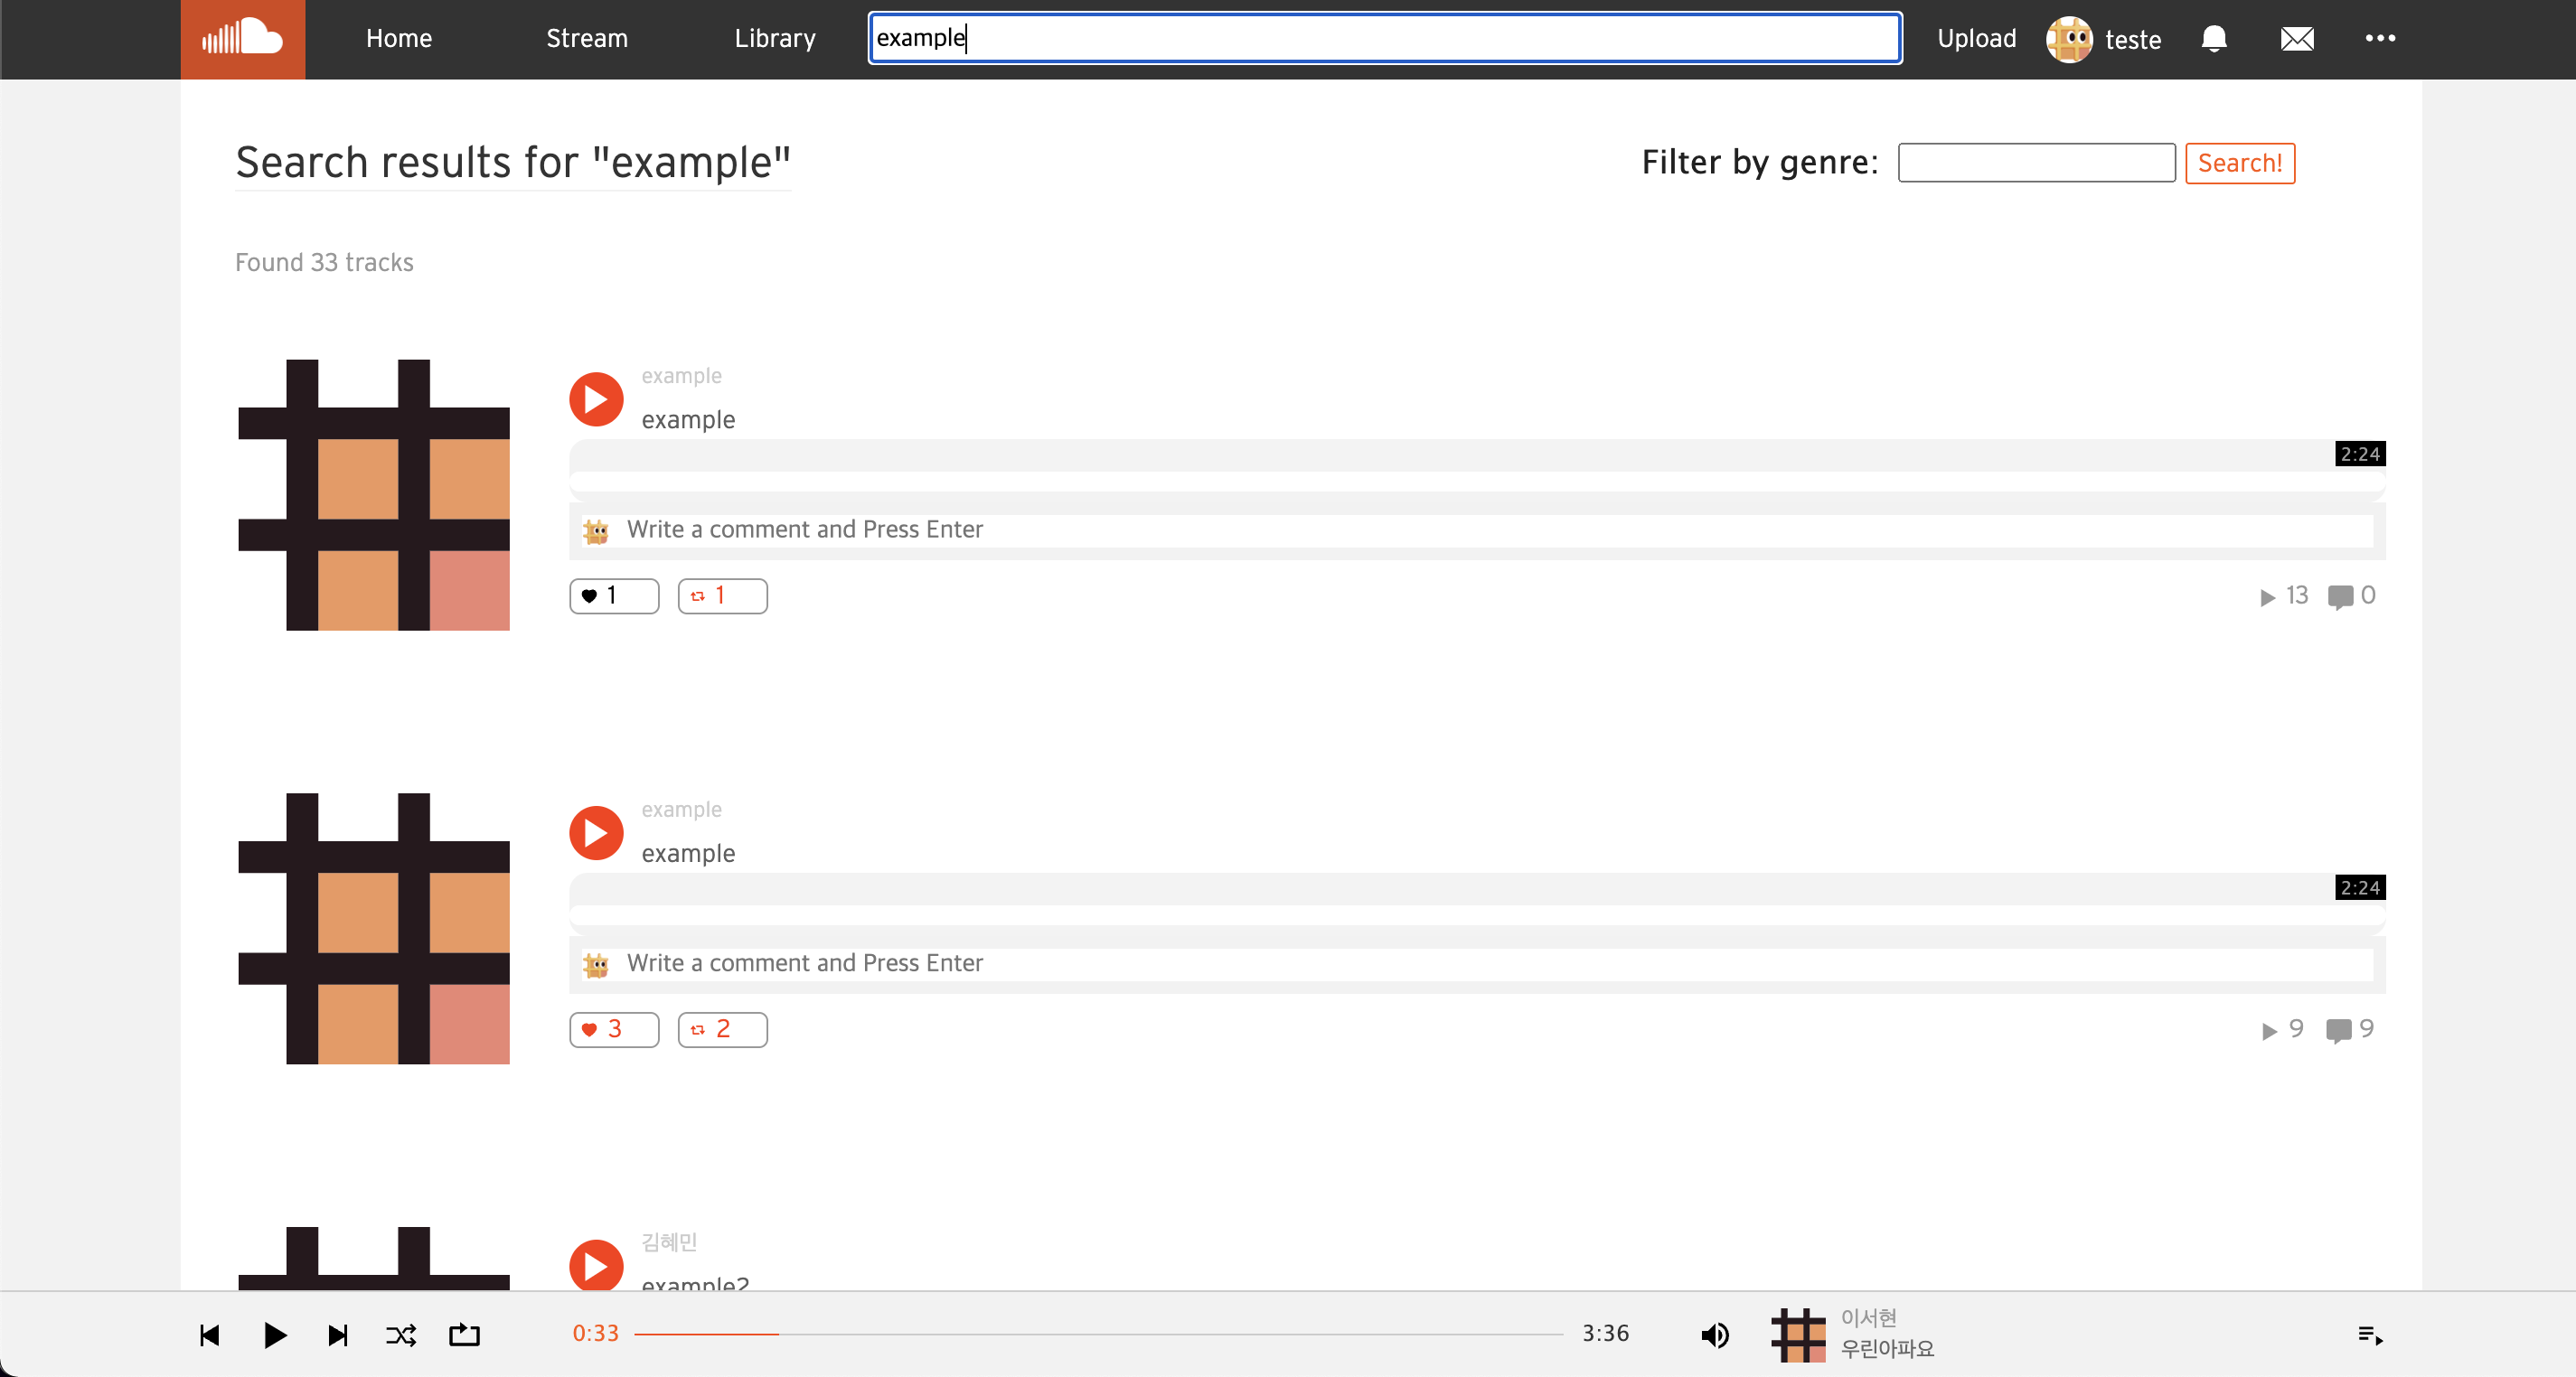 Home Stream Library example Upload teste
Search results for "example" Filter by genre: Search!
Found 33 tracks
example
example
2:24
Write a comment and Press Enter
1 1 13 0
example
example
2:24
Write a comment and Press Enter
3 2 9 9
김혜민
example2
0:33 3:36
이서현
우린아파요